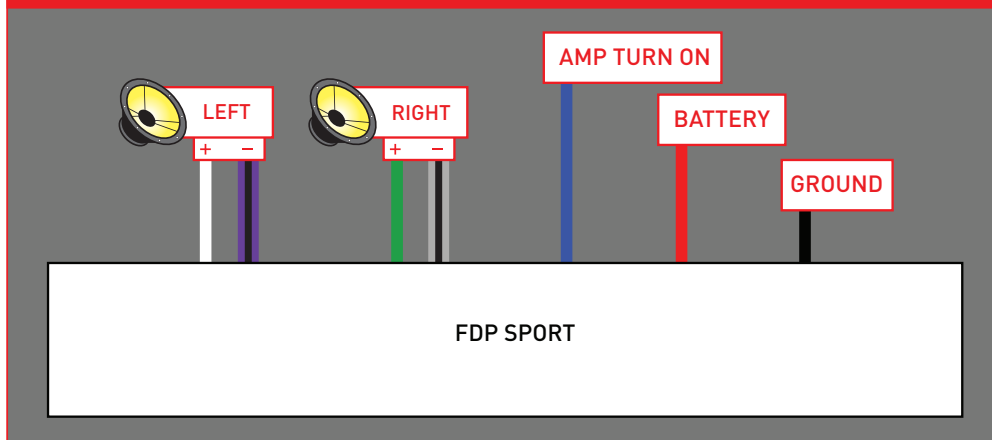 AMP TURN ON
LEFT
RIGHT
BATTERY
+ −
+ −
GROUND
FDP SPORT